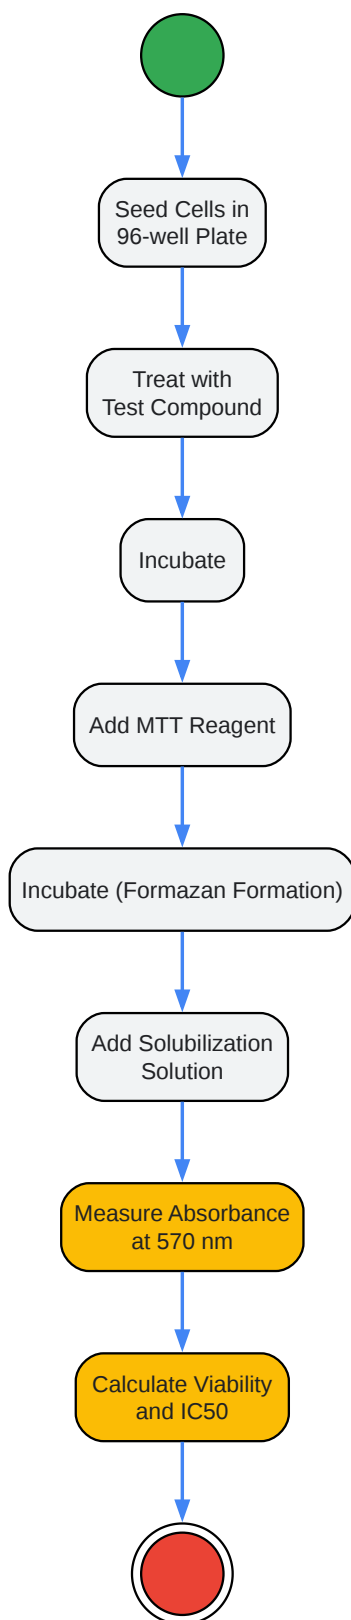 Seed Cells in
96-well Plate
Treat with
Test Compound
Incubate
Add MTT Reagent
Incubate (Formazan Formation)
Add Solubilization
Solution
Measure Absorbance
at 570 nm
Calculate Viability
and IC50